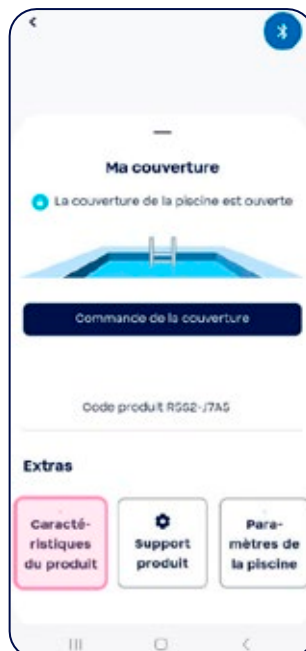 Ma couverture
La couverture de la piscine est ouverte
Commande de la couverture
Code produit RSS2-J7AS
Extras
Caracté-
ristiques
du produit
Support
produit
Para-
mètres de
la piscine